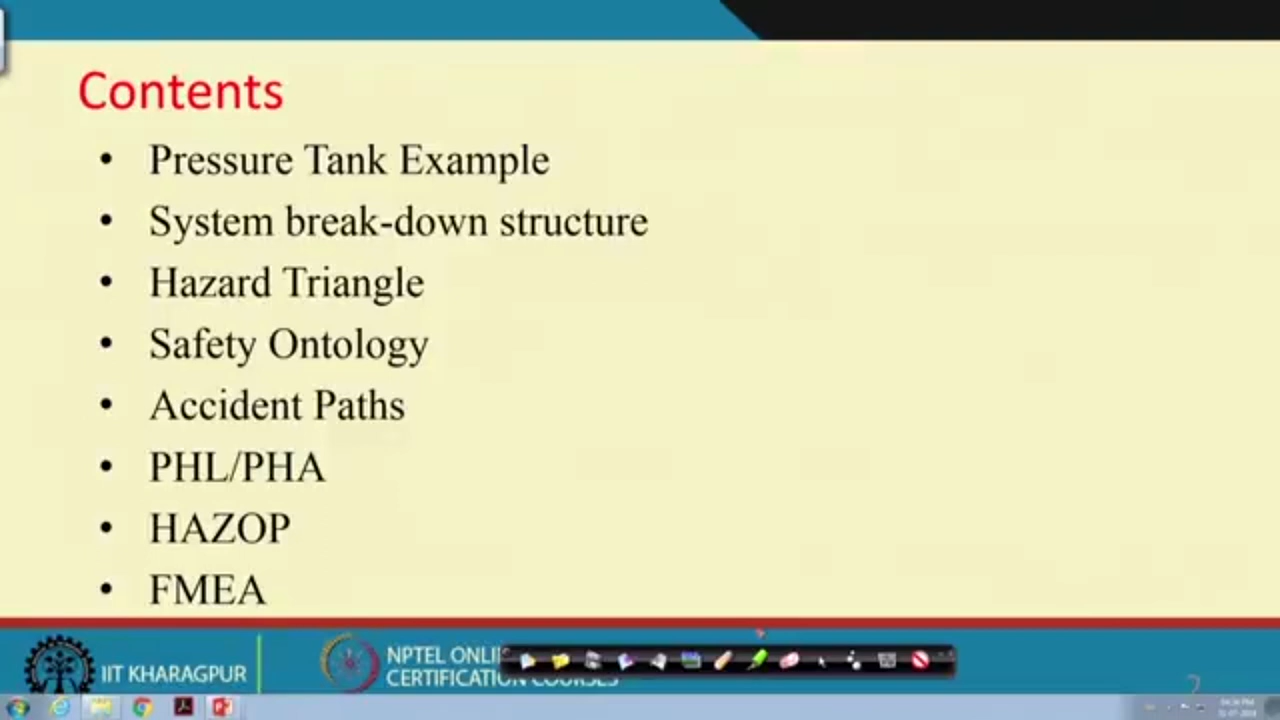 Contents
• Pressure Tank Example
• System break-down structure
• Hazard Triangle
• Safety Ontology
• Accident Paths
• PHL/PHA
• HAZOP
• FMEA
IIT KHARAGPUR
NPTEL
CERTIFICATION COURSES
2